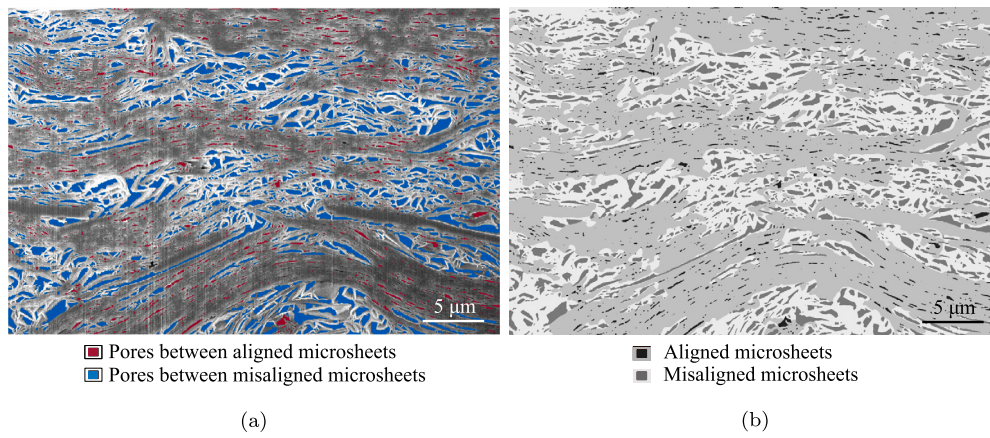 5 μm
5 μm
Pores between aligned microsheets
Pores between misaligned microsheets
Aligned microsheets
Misaligned microsheets
(a)
(b)